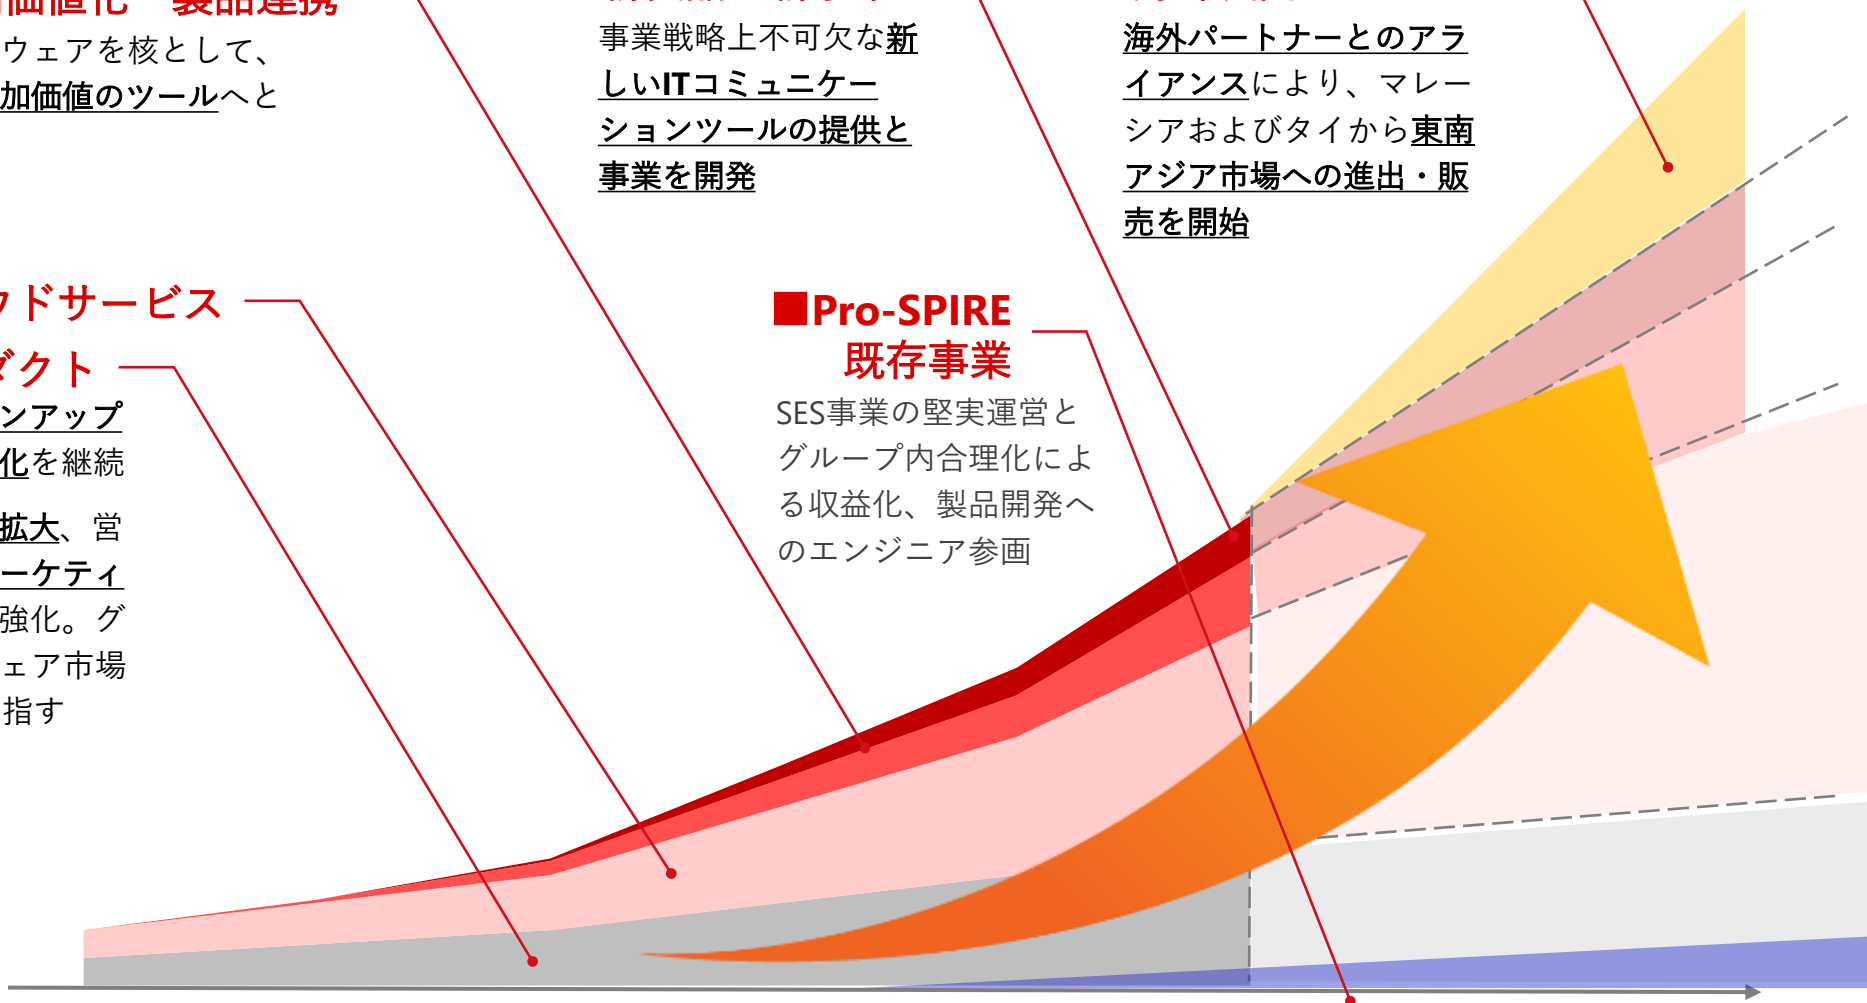 価値化・製品連携
ウェアを核として、
加価値のツールへと
事業戦略上不可欠な新
しいITコミュニケー
ションツールの提供と
事業を開発
海外パートナーとのアラ
イアンスにより、マレー
シアおよびタイから東南
アジア市場への進出・販
売を開始
ウドサービス
ダクト
ンアップ
化を継続
拡大、営
ーケティ
強化。グ
ェア市場
指す
■Pro-SPIRE
既存事業
SES事業の堅実運営と
グループ内合理化によ
る収益化、製品開発へ
のエンジニア参画